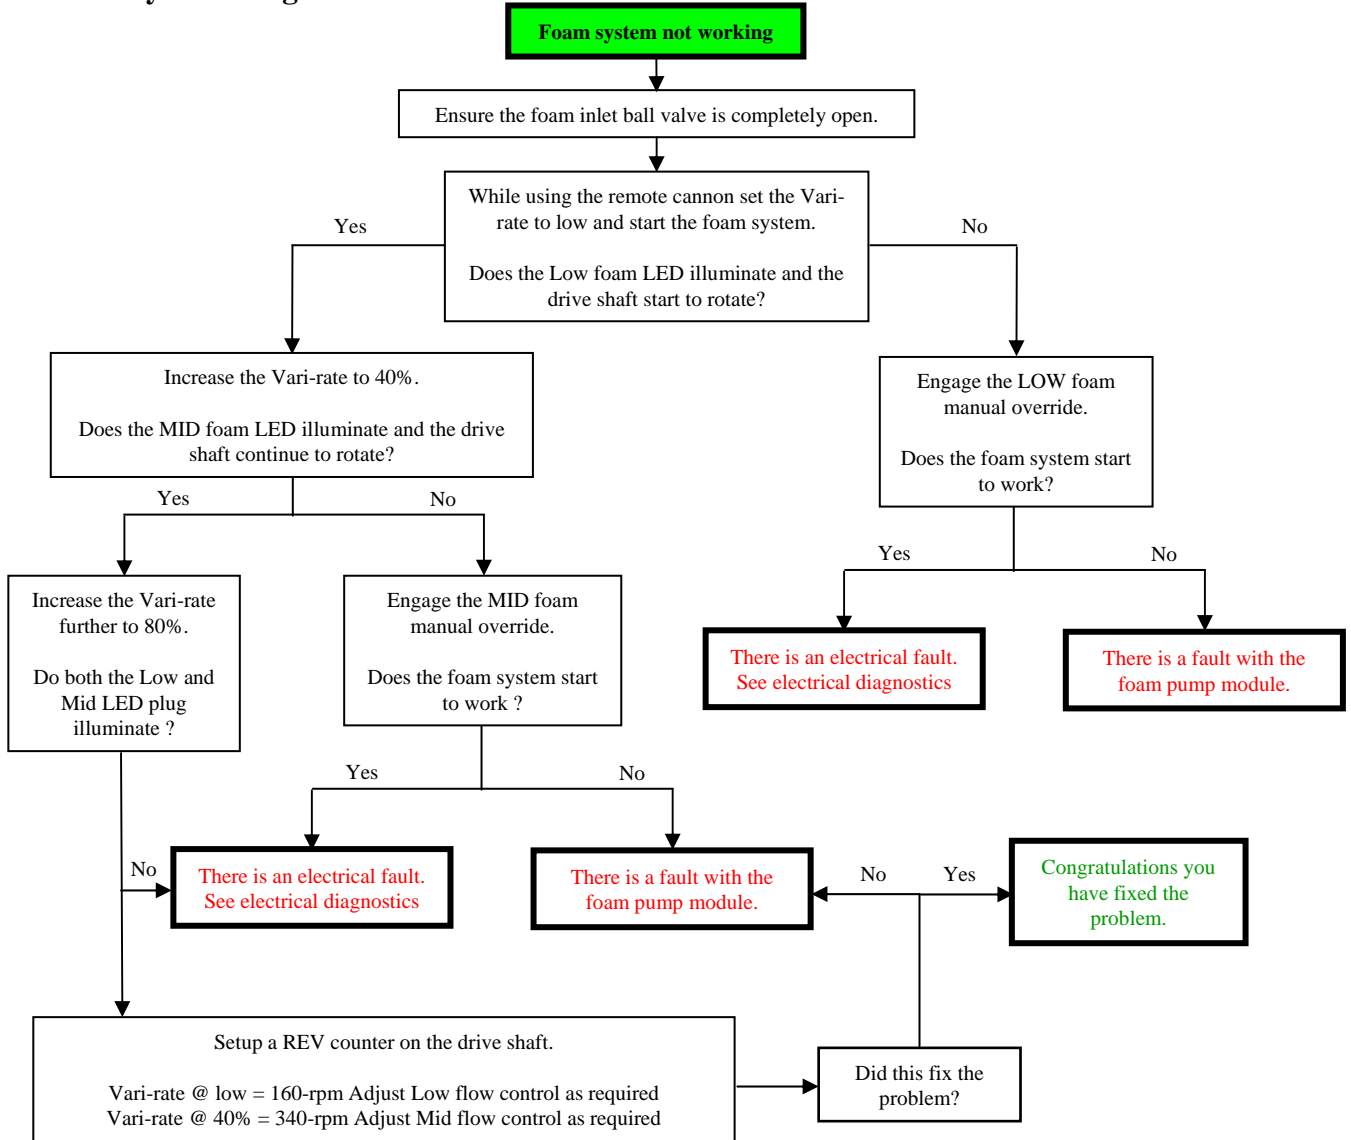 Foam system not working
Ensure the foam inlet ball valve is completely open.
While using the remote cannon set the Vari-
rate to low and start the foam system.
Does the Low foam LED illuminate and the
drive shaft start to rotate?
Yes
No
Increase the Vari-rate to 40%.
Does the MID foam LED illuminate and the drive
shaft continue to rotate?
Engage the LOW foam
manual override.
Does the foam system start
to work?
Yes
No
Yes
No
Increase the Vari-rate
further to 80%.
Do both the Low and
Mid LED plug
illuminate ?
Engage the MID foam
manual override.
Does the foam system start
to work ?
There is an electrical fault.
See electrical diagnostics
There is a fault with the
foam pump module.
Yes
No
No
There is an electrical fault.
See electrical diagnostics
There is a fault with the
foam pump module.
No
Yes
Congratulations you
have fixed the
problem.
Setup a REV counter on the drive shaft.
Vari-rate @ low = 160-rpm Adjust Low flow control as required
Vari-rate @ 40% = 340-rpm Adjust Mid flow control as required
Did this fix the
problem?